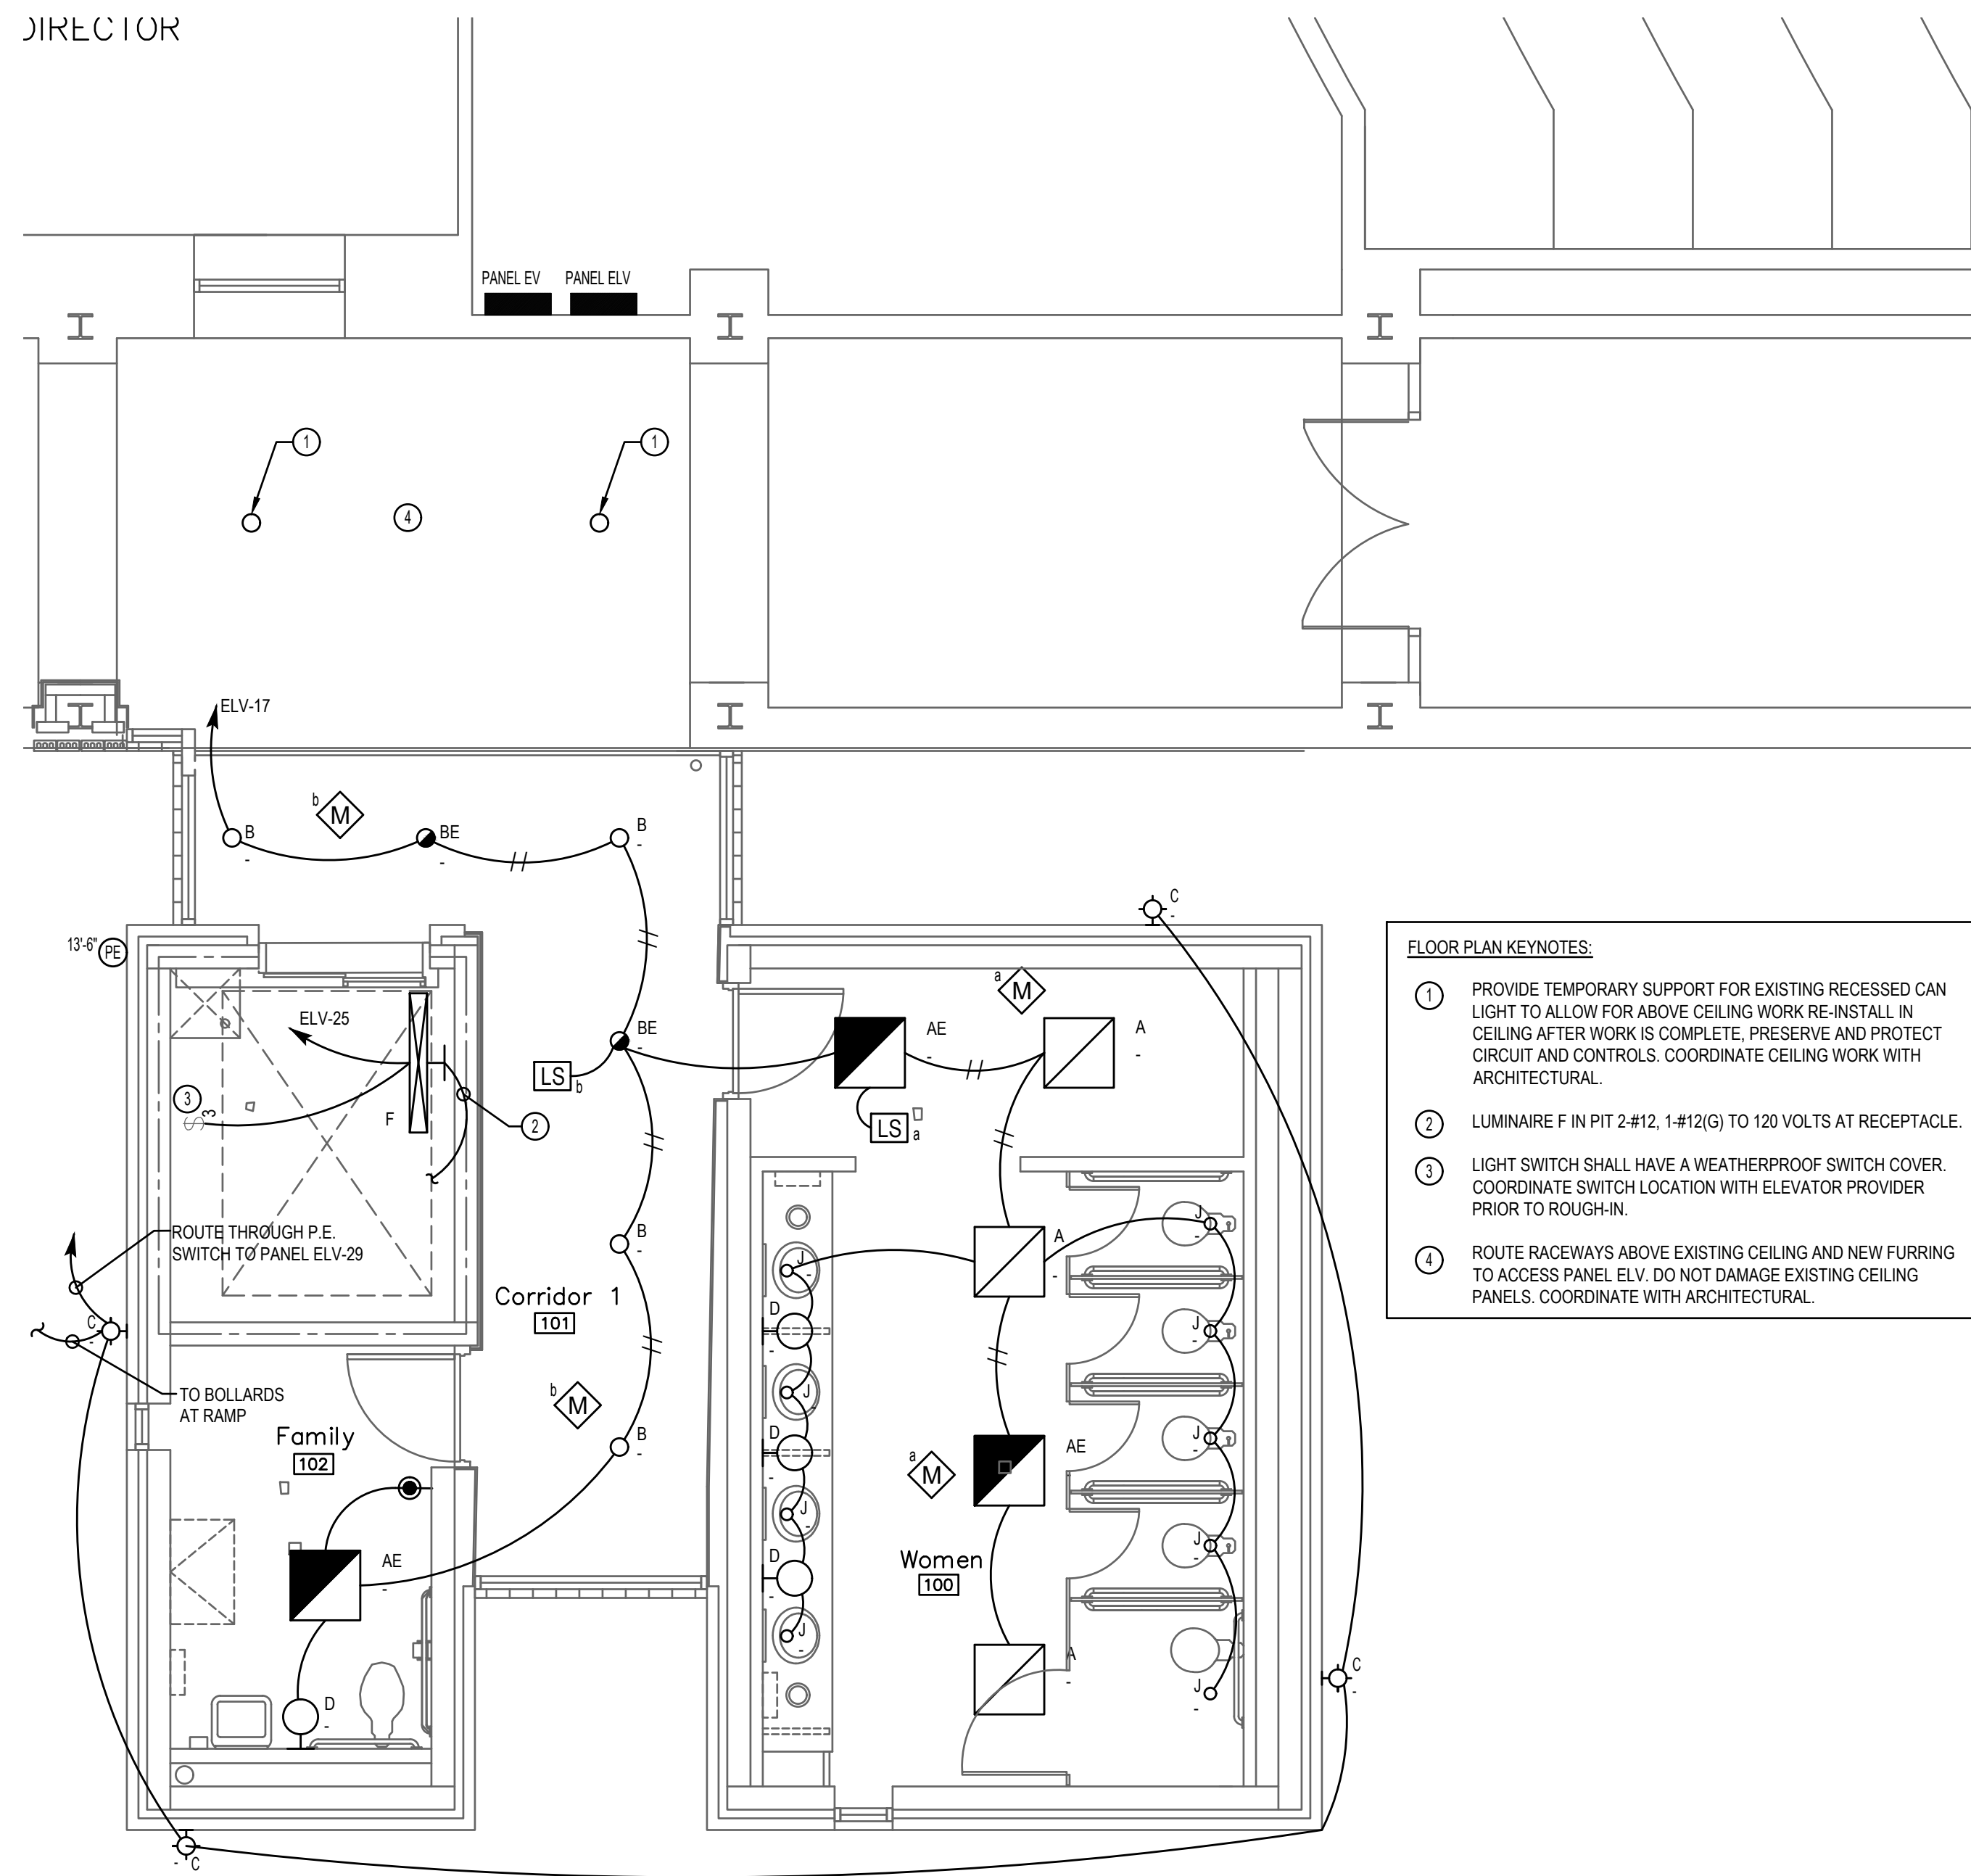 DIRECTOR
PANEL EV
PANEL ELV
1
1
4
ELV-17
b
M
B
-
BE
-
B
-
C
-
13'-6"
PE
ELV-25
BE
-
LS
b
AE
-
a
M
A
-
LS
a
3
3
F
2
FLOOR PLAN KEYNOTES:
1
PROVIDE TEMPORARY SUPPORT FOR EXISTING RECESSED CAN
LIGHT TO ALLOW FOR ABOVE CEILING WORK RE-INSTALL IN
CEILING AFTER WORK IS COMPLETE, PRESERVE AND PROTECT
CIRCUIT AND CONTROLS. COORDINATE CEILING WORK WITH
ARCHITECTURAL.
2
LUMINAIRE F IN PIT 2-#12, 1-#12(G) TO 120 VOLTS AT RECEPTACLE.
3
LIGHT SWITCH SHALL HAVE A WEATHERPROOF SWITCH COVER.
COORDINATE SWITCH LOCATION WITH ELEVATOR PROVIDER
PRIOR TO ROUGH-IN.
4
ROUTE RACEWAYS ABOVE EXISTING CEILING AND NEW FURRING
TO ACCESS PANEL ELV. DO NOT DAMAGE EXISTING CEILING
PANELS. COORDINATE WITH ARCHITECTURAL.
ROUTE THROUGH P.E.
SWITCH TO PANEL ELV-29
B
-
J
-
A
-
J
-
Corridor 1
101
C
-
D
-
J
-
TO BOLLARDS
AT RAMP
b
M
J
-
Family
102
B
-
D
-
AE
J
-
a
M
J
-
J
-
AE
-
D
-
Women
100
J
-
A
-
J
-
C
-
D
-
- C